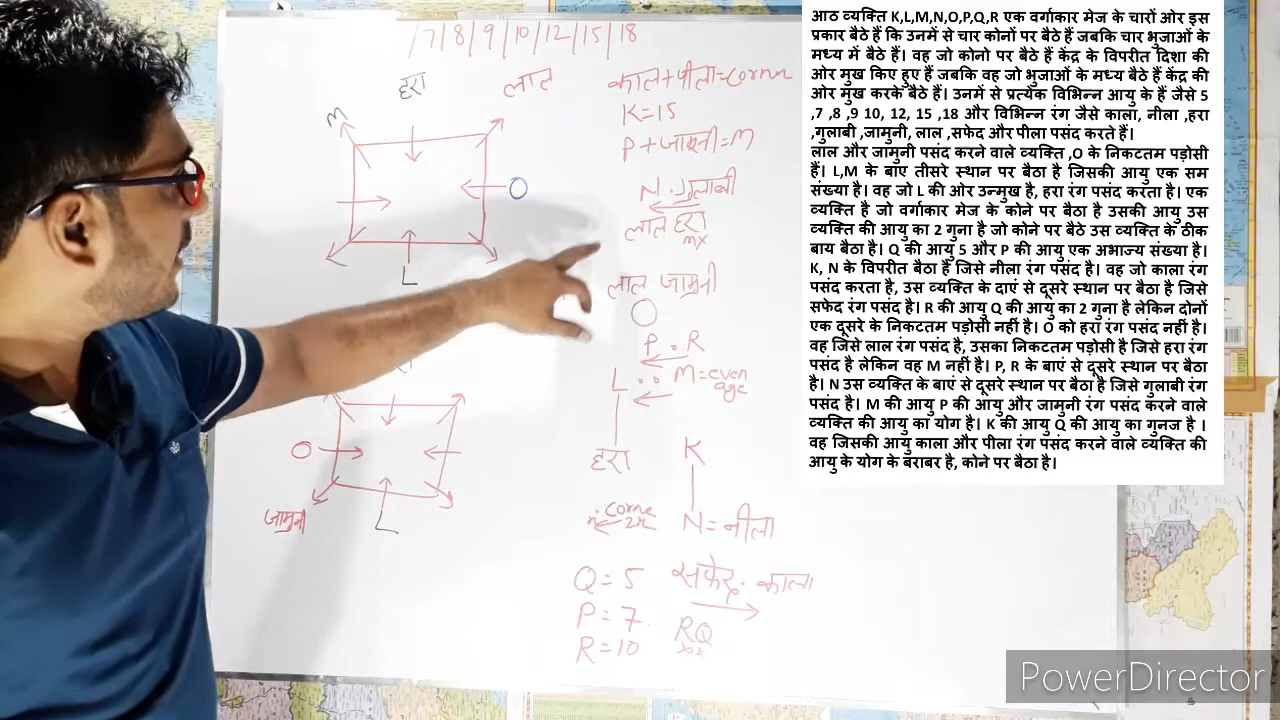 /7/8/9/10/12/15/18
हरा लाल
काल+पीला=corner
K=15
P+जामुनी=M
N . गुलाबी
लाल हरा
mx
लाल जामुनी
O
P . R
L . . M=even
age
हरा K
N=नीला
corne
2x
Q=5 सफेद . काला
P=7.
R=10 RQ
M
O
L
O
जामुनी
L
आठ व्यक्ति K,L,M,N,O,P,Q,R एक वर्गाकार मेज के चारों ओर इस
प्रकार बैठे हैं कि उनमें से चार कोनों पर बैठे हैं जबकि चार भुजाओं के
मध्य में बैठे हैं। वह जो कोनो पर बैठे हैं केंद्र के विपरीत दिशा की
ओर मुख किए हुए हैं जबकि वह जो भुजाओं के मध्य बैठे हैं केंद्र की
ओर मुख करके बैठे हैं। उनमें से प्रत्येक विभिन्न आयु के हैं जैसे 5
,7 ,8 ,9 10, 12, 15 ,18 और विभिन्न रंग जैसे काला, नीला ,हरा
,गुलाबी ,जामुनी, लाल ,सफेद और पीला पसंद करते हैं।
लाल और जामुनी पसंद करने वाले व्यक्ति ,O के निकटतम पड़ोसी
हैं। L,M के बाएं तीसरे स्थान पर बैठा है जिसकी आयु एक सम
संख्या है। वह जो L की ओर उन्मुख है, हरा रंग पसंद करता है। एक
व्यक्ति है जो वर्गाकार मेज के कोने पर बैठा है उसकी आयु उस
व्यक्ति की आयु का 2 गुना है जो कोने पर बैठे उस व्यक्ति के ठीक
बाय बैठा है। Q की आयु 5 और P की आयु एक अभाज्य संख्या है।
K, N के विपरीत बैठा है जिसे नीला रंग पसंद है। वह जो काला रंग
पसंद करता है, उस व्यक्ति के दाएं से दूसरे स्थान पर बैठा है जिसे
सफेद रंग पसंद है। R की आयु Q की आयु का 2 गुना है लेकिन दोनों
एक दूसरे के निकटतम पड़ोसी नहीं है। O को हरा रंग पसंद नहीं है।
वह जिसे लाल रंग पसंद है, उसका निकटतम पड़ोसी है जिसे हरा रंग
पसंद है लेकिन वह M नहीं है। P, R के बाएं से दूसरे स्थान पर बैठा
है। N उस व्यक्ति के बाएं से दूसरे स्थान पर बैठा है जिसे गुलाबी रंग
पसंद है। M की आयु P की आयु और जामुनी रंग पसंद करने वाले
व्यक्ति की आयु का योग है। K की आयु Q की आयु का गुनज है ।
वह जिसकी आयु काला और पीला रंग पसंद करने वाले व्यक्ति की
आयु के योग के बराबर है, कोने पर बैठा है।
PowerDirector